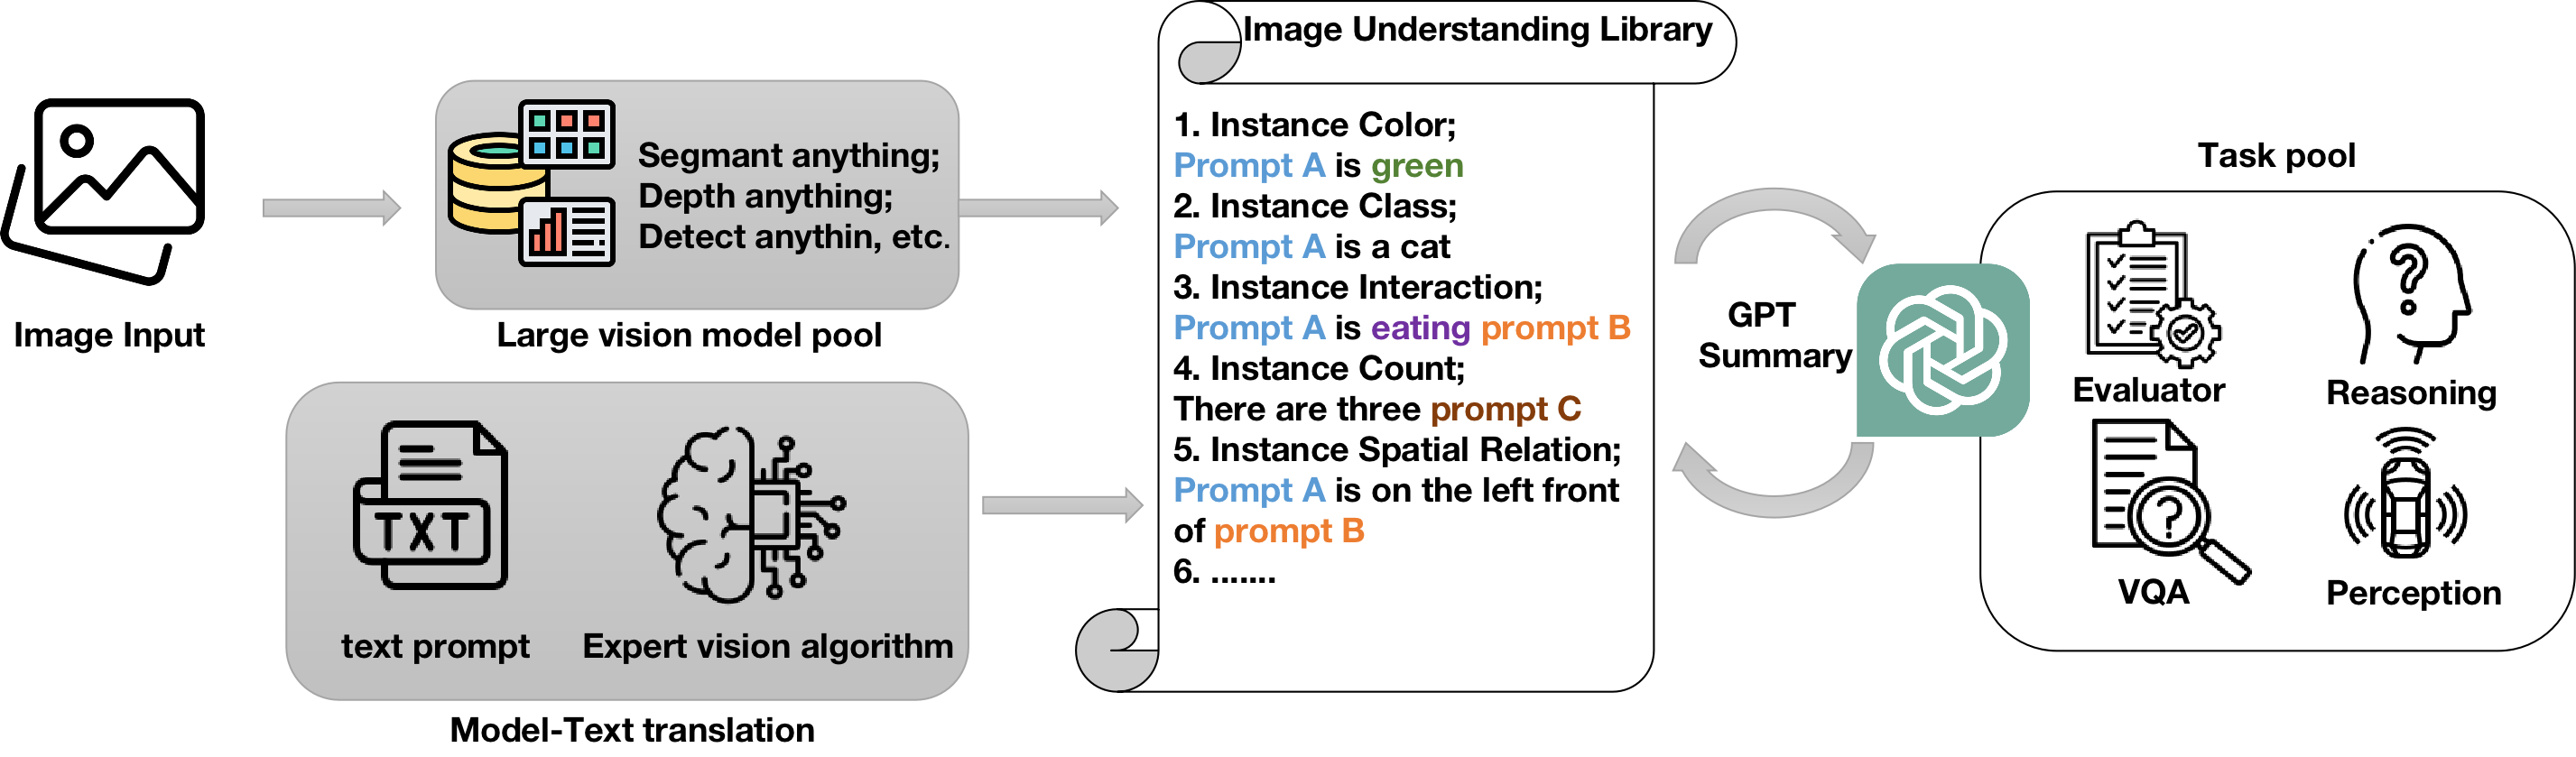 Image Input
Segmant anything;
Depth anything;
Detect anythin, etc.
Large vision model pool
TXT
text prompt
Expert vision algorithm
Model-Text translation
Image Understanding Library
1. Instance Color;
Prompt A is green
2. Instance Class;
Prompt A is a cat
3. Instance Interaction;
Prompt A is eating prompt B
4. Instance Count;
There are three prompt C
5. Instance Spatial Relation;
Prompt A is on the left front
of prompt B
6. .......
GPT
Summary
Task pool
Evaluator
Reasoning
VQA
Perception